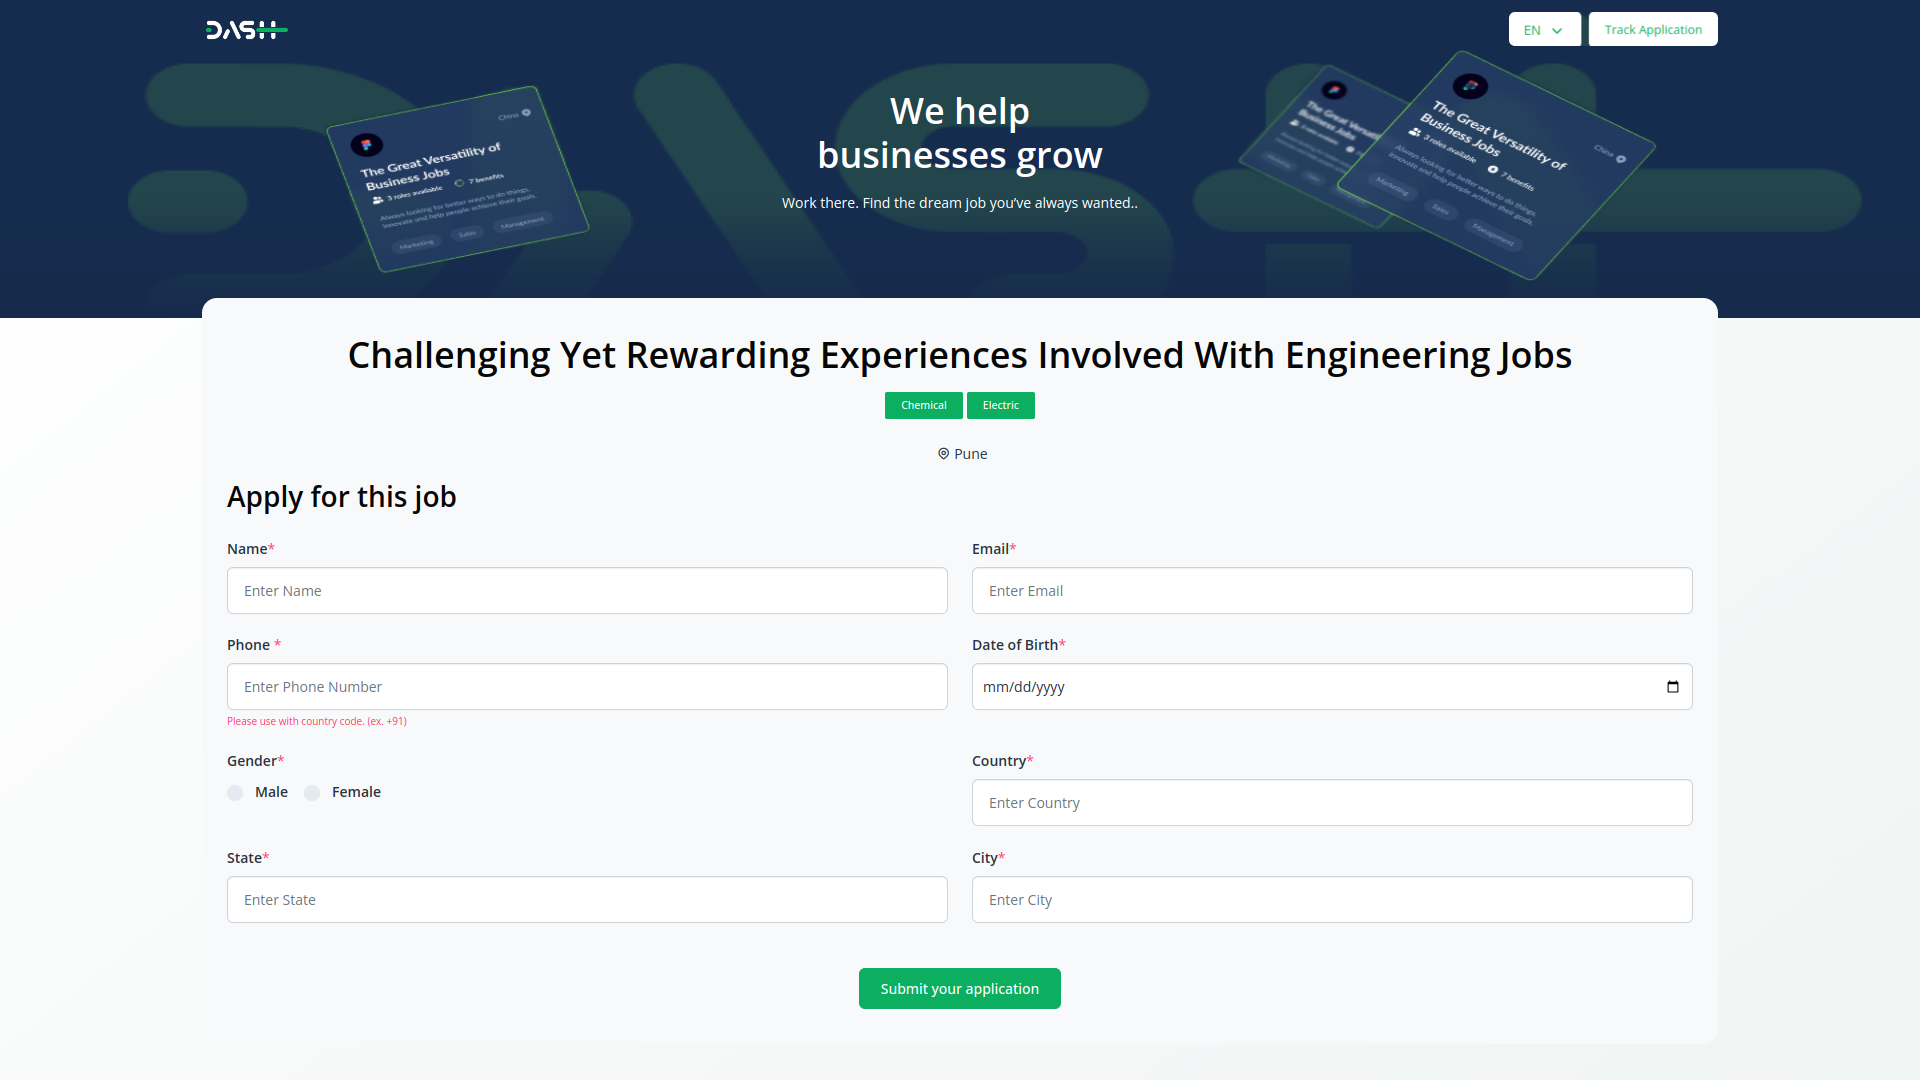 DASH
EN
Track Application
We help
businesses grow
Work there. Find the dream job you’ve always wanted..
China
The Great Versatility of
Business Jobs
3 roles available
7 benefits
Always looking for better ways to do things,
innovate and help people achieve their goals.
Marketing
Sales
Management
The Great Versatility of
Business Jobs
China
The Great Versatility of
Business Jobs
3 roles available
7 benefits
Always looking for better ways to do things,
innovate and help people achieve their goals.
Marketing
Sales
Management
Challenging Yet Rewarding Experiences Involved With Engineering Jobs
Chemical
Electric
Pune
Apply for this job
Name*
Email*
Enter Name
Enter Email
Phone *
Date of Birth*
Enter Phone Number
mm/dd/yyyy
Please use with country code. (ex. +91)
Gender*
Country*
Male
Female
Enter Country
State*
City*
Enter State
Enter City
Submit your application